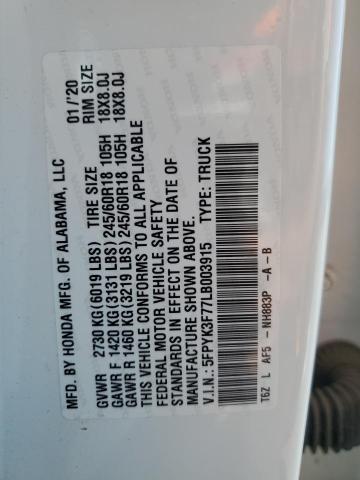 MFD. BY HONDA MFG. OF ALABAMA, LLC 01/'20
GVWR 2730 KG (6019 LBS) TIRE SIZE RIM SIZE
GAWR F 1420 KG (3131 LBS) 245/60R18 105H 18X8.0J
GAWR R 1460 KG (3219 LBS) 245/60R18 105H 18X8.0J
THIS VEHICLE CONFORMS TO ALL APPLICABLE
FEDERAL MOTOR VEHICLE SAFETY
STANDARDS IN EFFECT ON THE DATE OF
MANUFACTURE SHOWN ABOVE.
V.I.N.: 5FPYK3F77LB003915 TYPE: TRUCK
T6Z L AF5 -NH883P -A-B